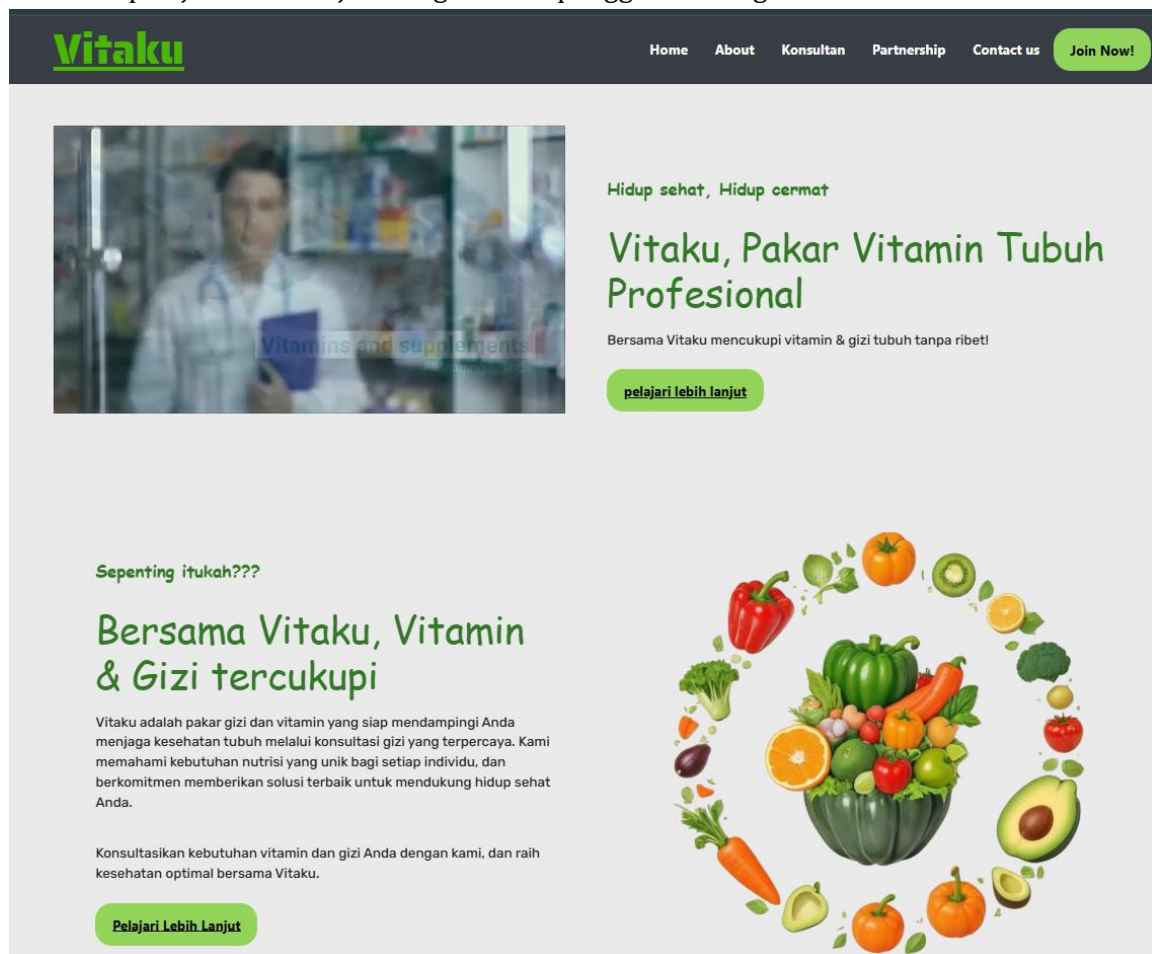 Vitaku
Home About Konsultan Partnership Contact us Join Now!
Vitamins and supplements
Hidup sehat, Hidup cermat
Vitaku, Pakar Vitamin Tubuh
Profesional
Bersama Vitaku mencukupi vitamin & gizi tubuh tanpa ribet!
pelajari lebih lanjut
Sepenting itukah???
Bersama Vitaku, Vitamin
& Gizi tercukupi
Vitaku adalah pakar gizi dan vitamin yang siap mendampingi Anda
menjaga kesehatan tubuh melalui konsultasi gizi yang terpercaya. Kami
memahami kebutuhan nutrisi yang unik bagi setiap individu, dan
berkomitmen memberikan solusi terbaik untuk mendukung hidup sehat
Anda.
Konsultasikan kebutuhan vitamin dan gizi Anda dengan kami, dan raih
kesehatan optimal bersama Vitaku.
Pelajari Lebih Lanjut